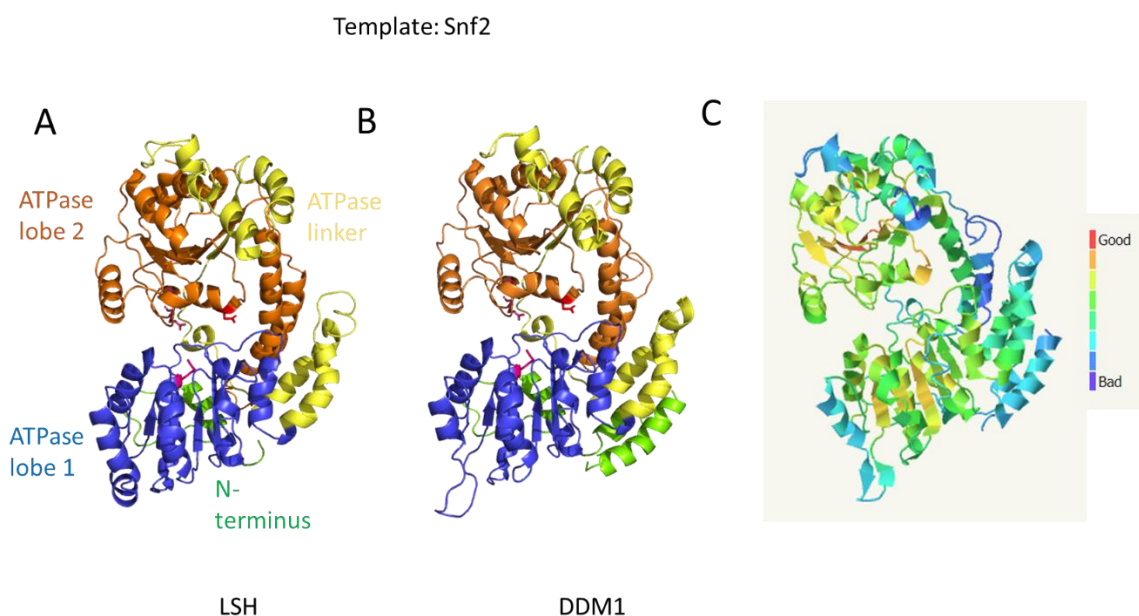 Template: Snf2
A
B
C
ATPase
lobe 2
ATPase
linker
Good
Bad
ATPase
lobe 1
N-
terminus
LSH
DDM1